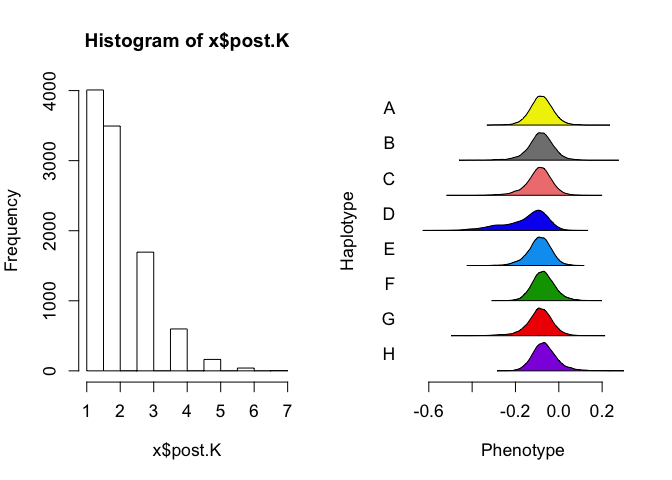 Histogram of x$post.K
Frequency
0
1000
2000
3000
4000
1 2 3 4 5 6 7
x$post.K
Haplotype
A
B
C
D
E
F
G
H
-0.6 -0.2 0.0 0.2
Phenotype